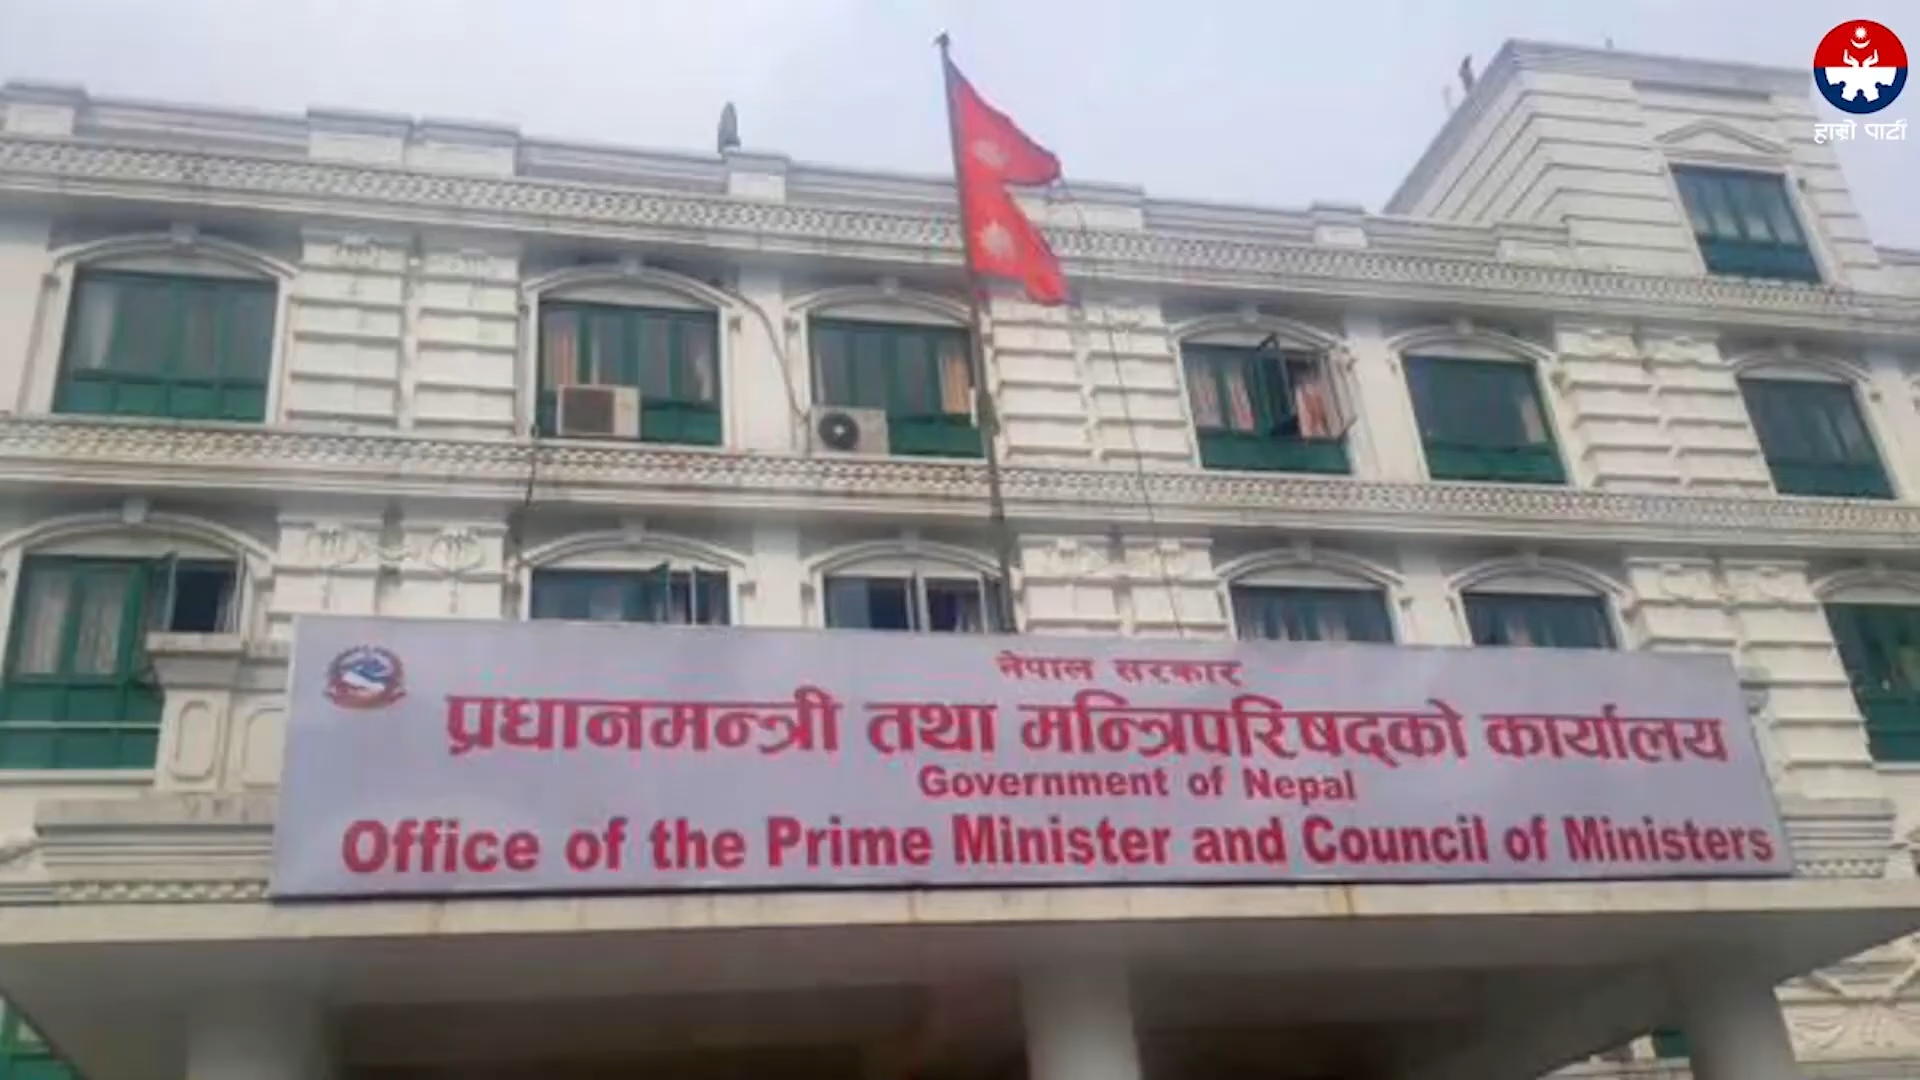 हाम्रो पार्टी
नेपाल सरकार
प्रधानमन्त्री तथा मन्त्रिपरिषद्को कार्यालय
Government of Nepal
Office of the Prime Minister and Council of Ministers